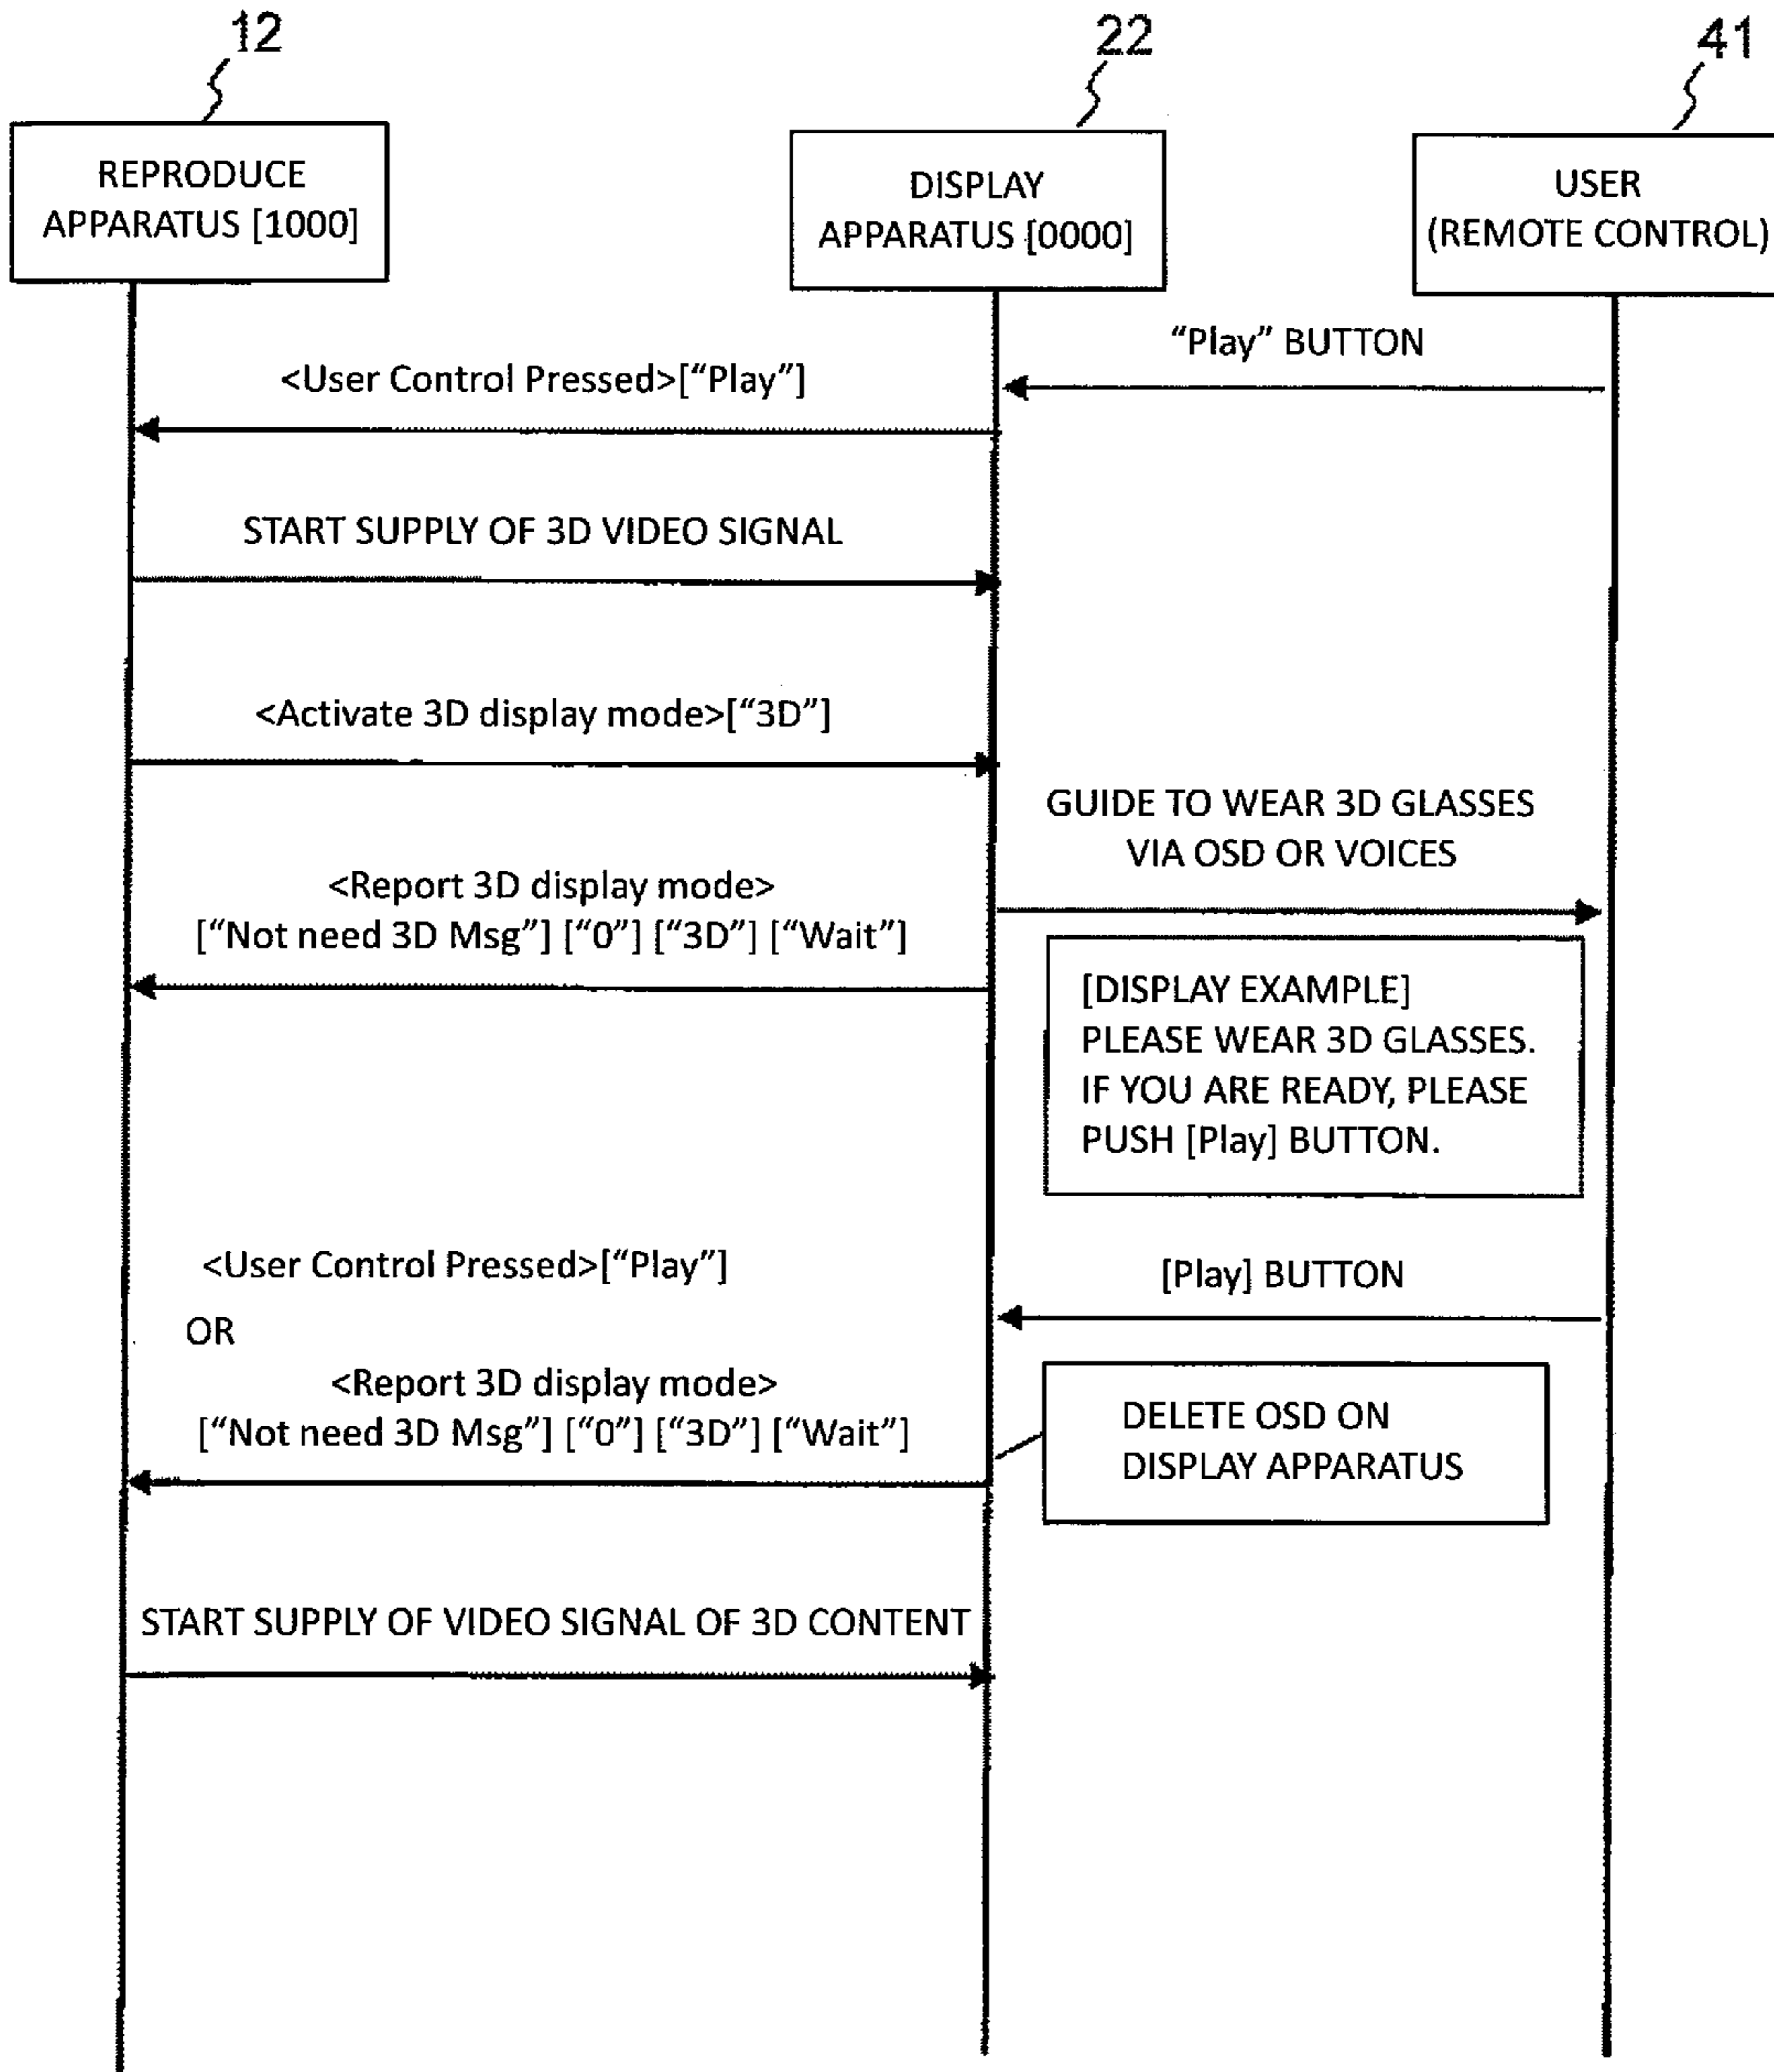 12
22
41
REPRODUCE
APPARATUS [1000]
DISPLAY
APPARATUS [0000]
USER
(REMOTE CONTROL)
“Play” BUTTON
<User Control Pressed>[“Play”]
START SUPPLY OF 3D VIDEO SIGNAL
<Activate 3D display mode>[“3D”]
GUIDE TO WEAR 3D GLASSES
VIA OSD OR VOICES
<Report 3D display mode>
[“Not need 3D Msg”] [“0”] [“3D”] [“Wait”]
[DISPLAY EXAMPLE]
PLEASE WEAR 3D GLASSES.
IF YOU ARE READY, PLEASE
PUSH [Play] BUTTON.
<User Control Pressed>[“Play”]
[Play] BUTTON
OR
<Report 3D display mode>
[“Not need 3D Msg”] [“0”] [“3D”] [“Wait”]
DELETE OSD ON
DISPLAY APPARATUS
START SUPPLY OF VIDEO SIGNAL OF 3D CONTENT